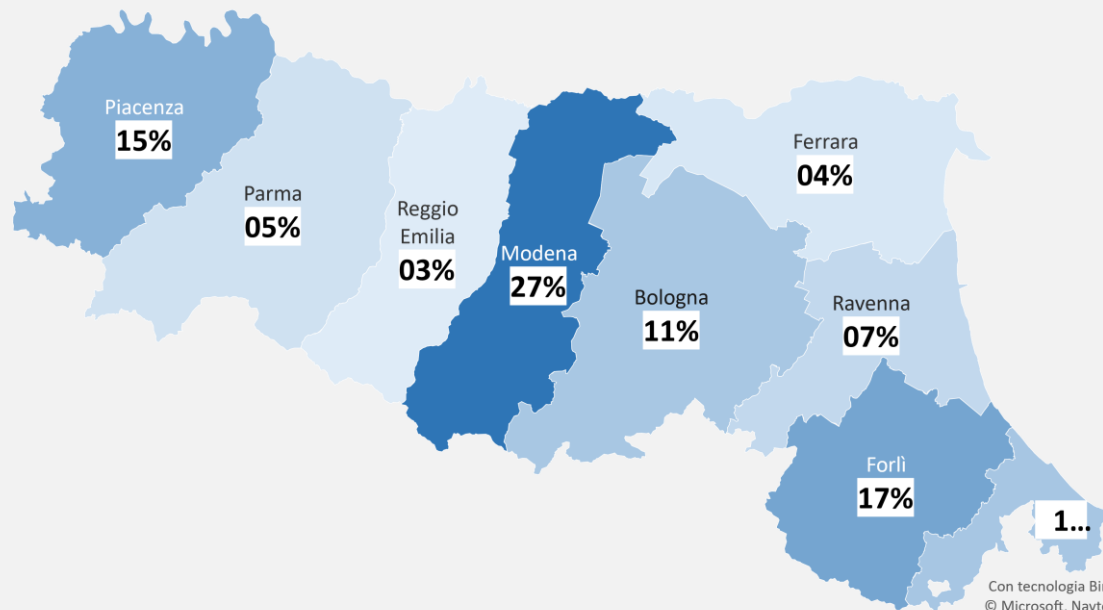 Piacenza
15%
Parma
05%
Reggio
Emilia
03%
Modena
27%
Bologna
11%
Ferrara
04%
Ravenna
07%
Forlì
17%
1...
Con tecnologia
© Microsoft,